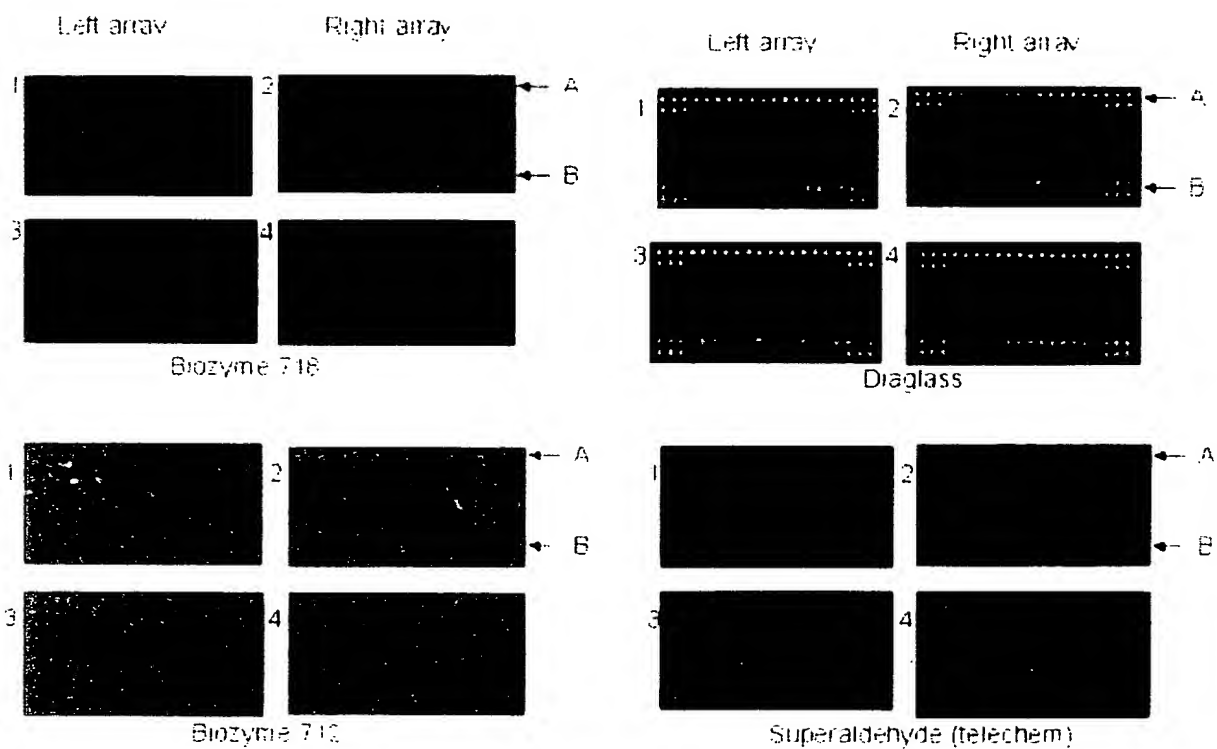 Left array Right array
1 2 A
B
3 4
Biozyme 718
Left array Right array
1 2 A
B
3 4
Diaglass
1 2 A
B
3 4
Biozyme 712
1 2 A
B
3 4
Superaldehyde (telechem)